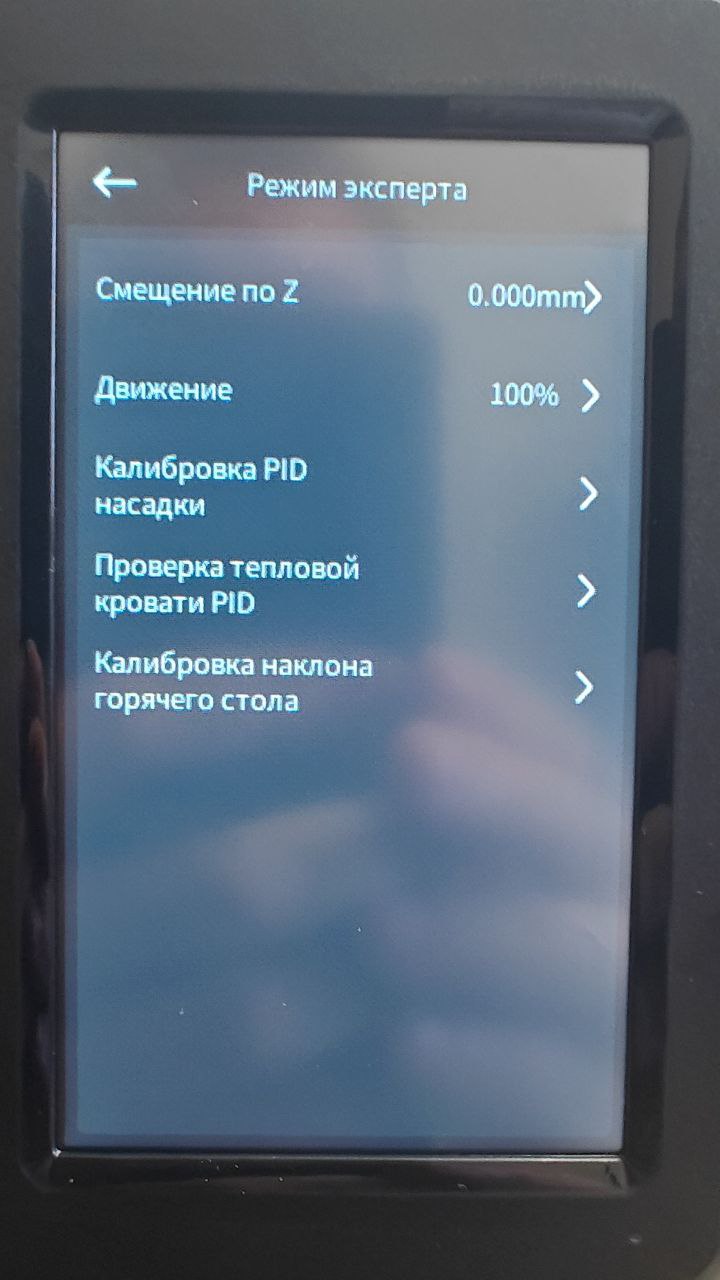 Режим эксперта
Смещение по Z 0.000mm
Движение 100%
Калибровка PID
насадки
Проверка тепловой
кровати PID
Калибровка наклона
горячего стола